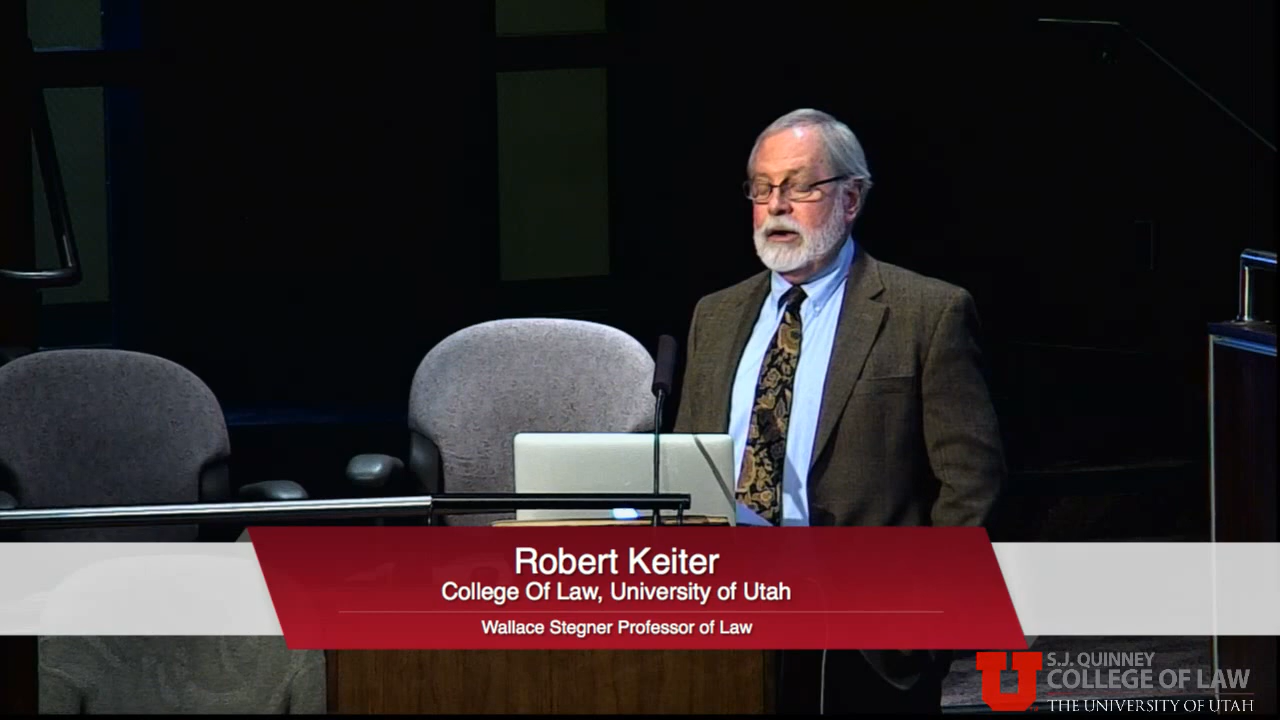 Robert Keiter
College Of Law, University of Utah
Wallace Stegner Professor of Law
U
S.J. QUINNEY
COLLEGE OF LAW
THE UNIVERSITY OF UTAH